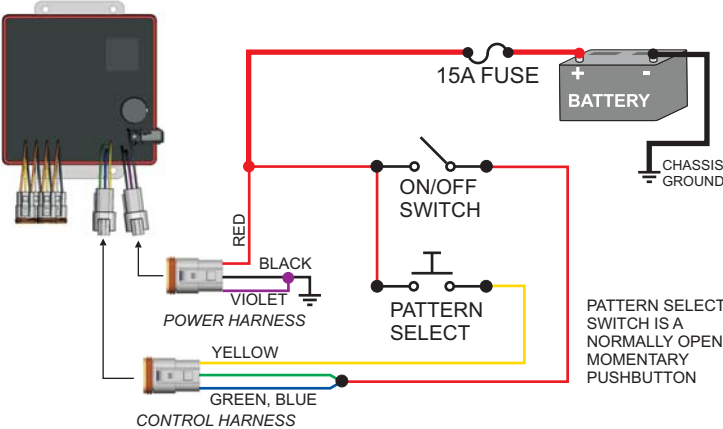 15A FUSE
+ -
BATTERY
CHASSIS
GROUND
ON/OFF
SWITCH
RED
BLACK
VIOLET
POWER HARNESS
PATTERN
SELECT
PATTERN SELECT
SWITCH IS A
NORMALLY OPEN
MOMENTARY
PUSHBUTTON
YELLOW
GREEN, BLUE
CONTROL HARNESS